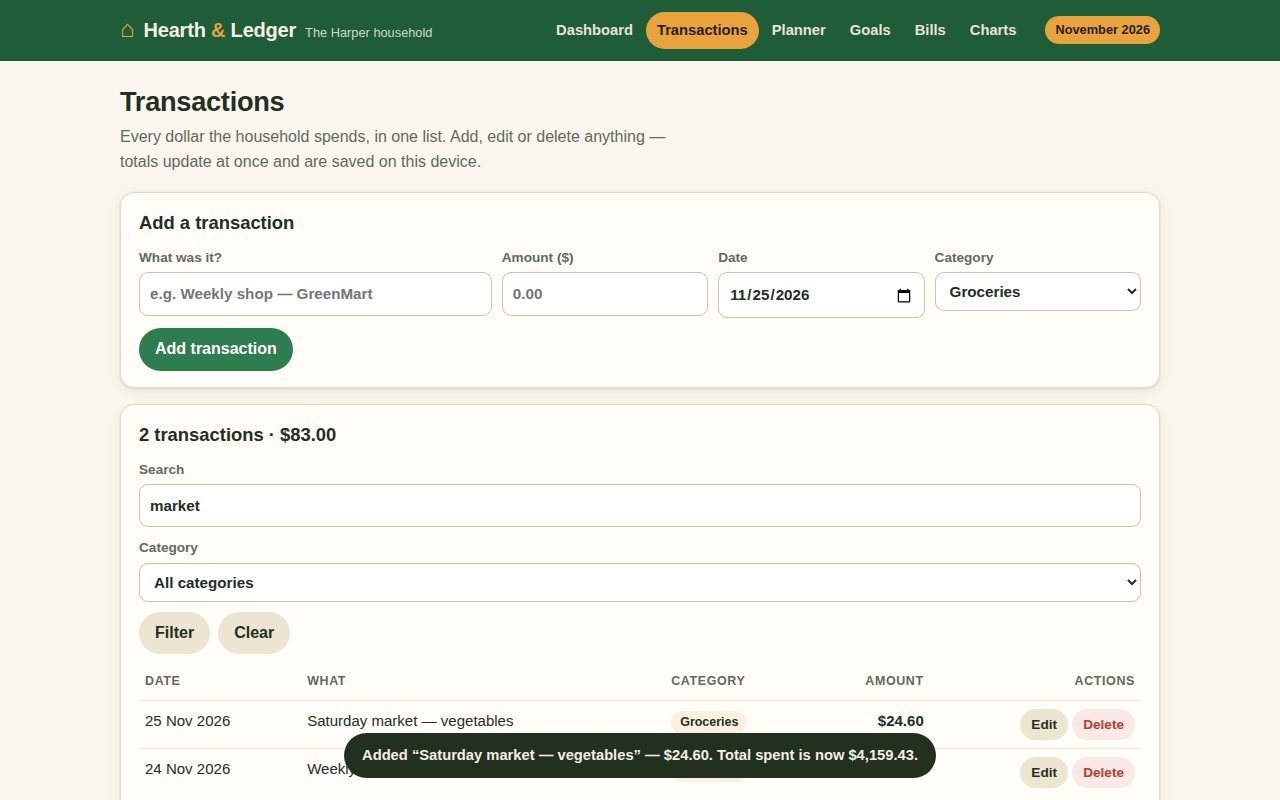 ⌂ Hearth & Ledger The Harper household
Dashboard Transactions Planner Goals Bills Charts November 2026
Transactions
Every dollar the household spends, in one list. Add, edit or delete anything —
totals update at once and are saved on this device.
Add a transaction
What was it? Amount ($) Date Category
e.g. Weekly shop — GreenMart 0.00 11/25/2026 Groceries
Add transaction
2 transactions · $83.00
Search
market
Category
All categories
Filter Clear
DATE WHAT CATEGORY AMOUNT ACTIONS
25 Nov 2026 Saturday market — vegetables Groceries $24.60 Edit Delete
Added “Saturday market — vegetables” — $24.60. Total spent is now $4,159.43.
24 Nov 2026 Edit Delete